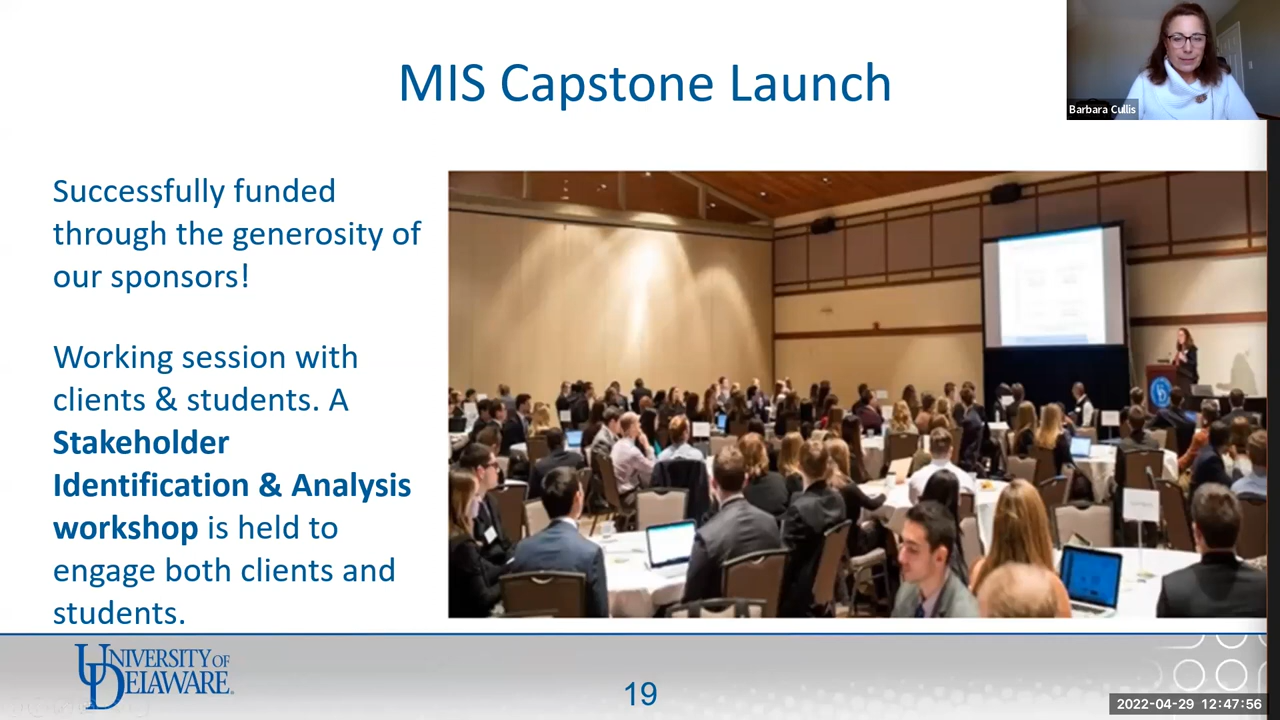 MIS Capstone Launch
Barbara Cullis
Successfully funded
through the generosity of
our sponsors!
Working session with
clients & students. A
Stakeholder
Identification & Analysis
workshop is held to
engage both clients and
students.
UNIVERSITY OF
DELAWARE.
19
2022-04-29 12:47:56